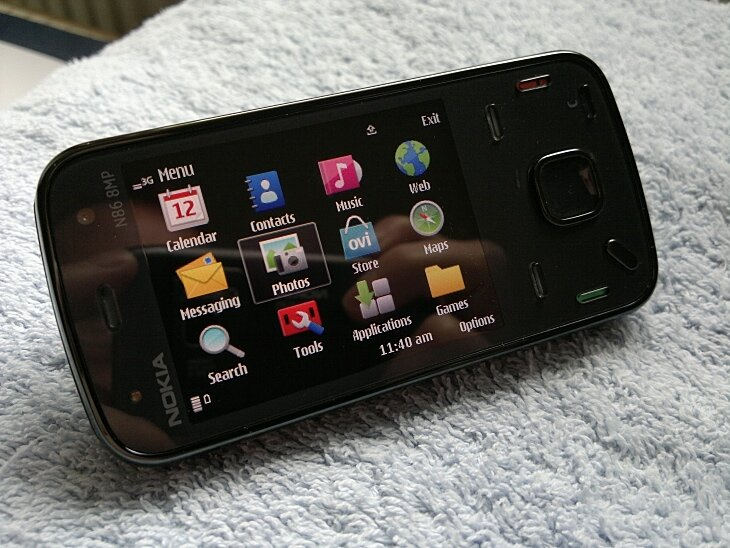 N86 8MP
NOKIA
3G Menu
Exit
12
Calendar
Contacts
Music
Web
Messaging
Photos
ovi
Store
N
Maps
Search
Tools
Applications
Games
11:40 am
Options